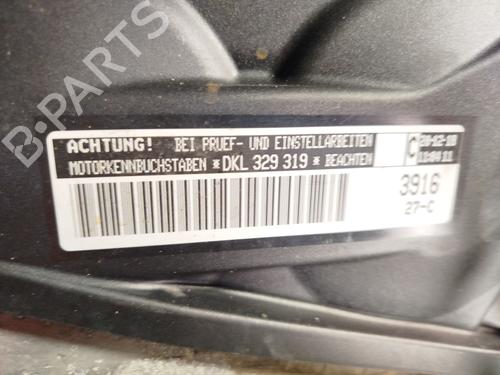 B-PARTS
ACHTUNG! BEI PRUEF- UND EINSTELLARBEITEN
MOTORKENNBUCHSTABEN *DKL 329 319* BEACHTEN
C
3916
27-C